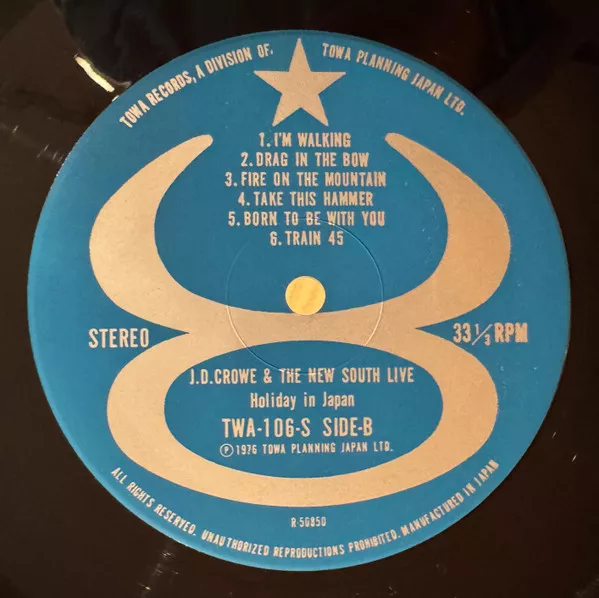 TOWA RECORDS, A DIVISION OF. TOWA PLANNING JAPAN LTD.
1. I'M WALKING
2. DRAG IN THE BOW
3. FIRE ON THE MOUNTAIN
4. TAKE THIS HAMMER
5. BORN TO BE WITH YOU
6. TRAIN 45
STEREO
33 1/3 RPM
J.D.CROWE & THE NEW SOUTH LIVE
Holiday in Japan
TWA-106-S SIDE-B
Ⓟ 1976 TOWA PLANNING JAPAN LTD.
R-50850
ALL RIGHTS RESERVED. UNAUTHORIZED REPRODUCTIONS PROHIBITED. MANUFACTURED IN JAPAN